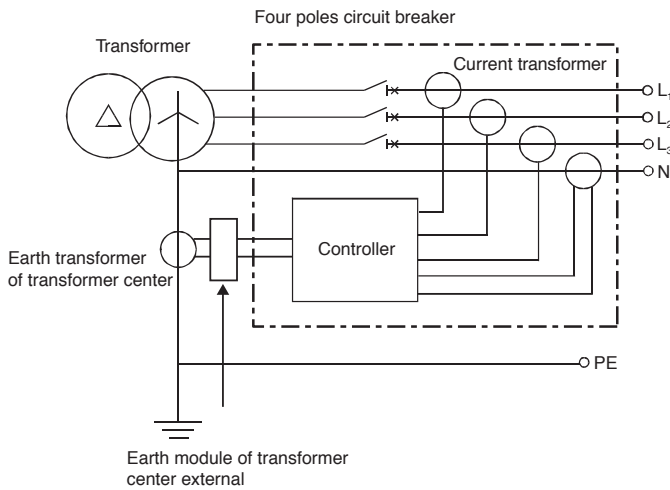 Four poles circuit breaker
Transformer
Current transformer
L1
L2
L3
N
Controller
Earth transformer
of transformer center
PE
Earth module of transformer
center external